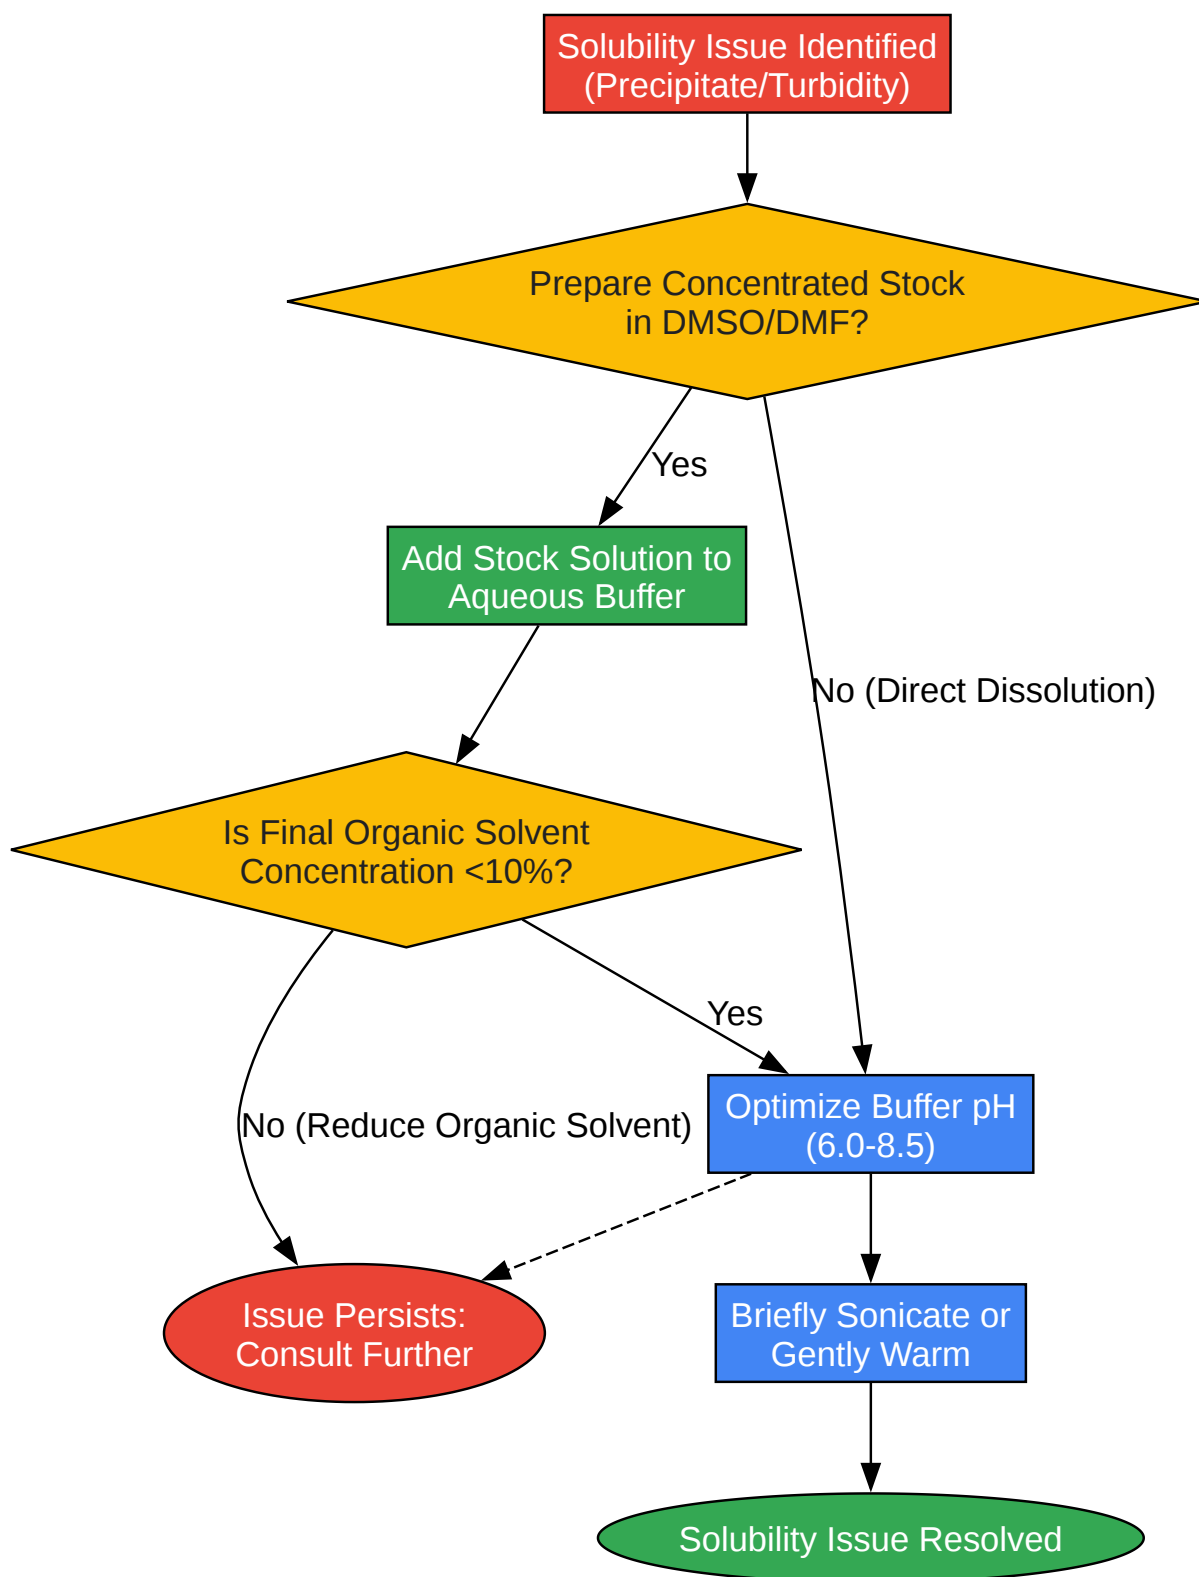 Solubility Issue Identified
(Precipitate/Turbidity)
Prepare Concentrated Stock
in DMSO/DMF?
Yes
Add Stock Solution to
Aqueous Buffer
No (Direct Dissolution)
Is Final Organic Solvent
Concentration <10%?
Yes
No (Reduce Organic Solvent)
Optimize Buffer pH
(6.0-8.5)
Issue Persists:
Consult Further
Briefly Sonicate or
Gently Warm
Solubility Issue Resolved